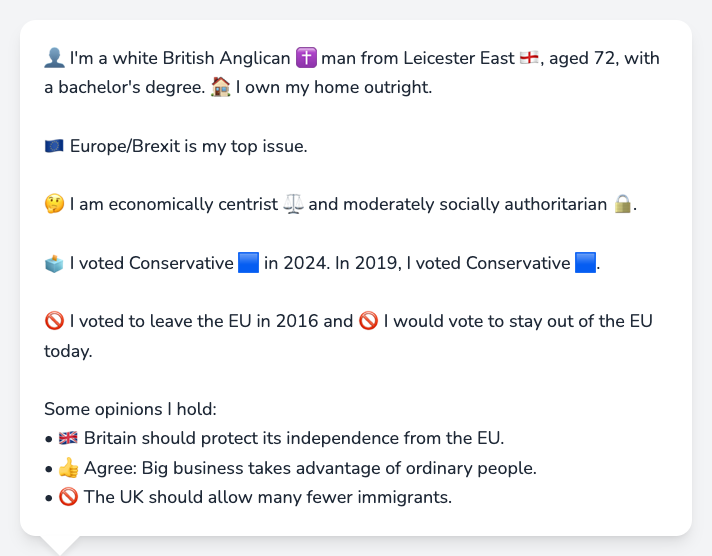 👤 I'm a white British Anglican ✝️ man from Leicester East 🏴󠁧󠁢󠁥󠁮󠁧󠁿, aged 72, with
a bachelor's degree. 🏠 I own my home outright.
🇪🇺 Europe/Brexit is my top issue.
🤔 I am economically centrist ⚖️ and moderately socially authoritarian 🔒.
🗳️ I voted Conservative 🟦 in 2024. In 2019, I voted Conservative 🟦.
🚫 I voted to leave the EU in 2016 and 🚫 I would vote to stay out of the EU
today.
Some opinions I hold:
• 🇬🇧 Britain should protect its independence from the EU.
• 👍 Agree: Big business takes advantage of ordinary people.
• 🚫 The UK should allow many fewer immigrants.